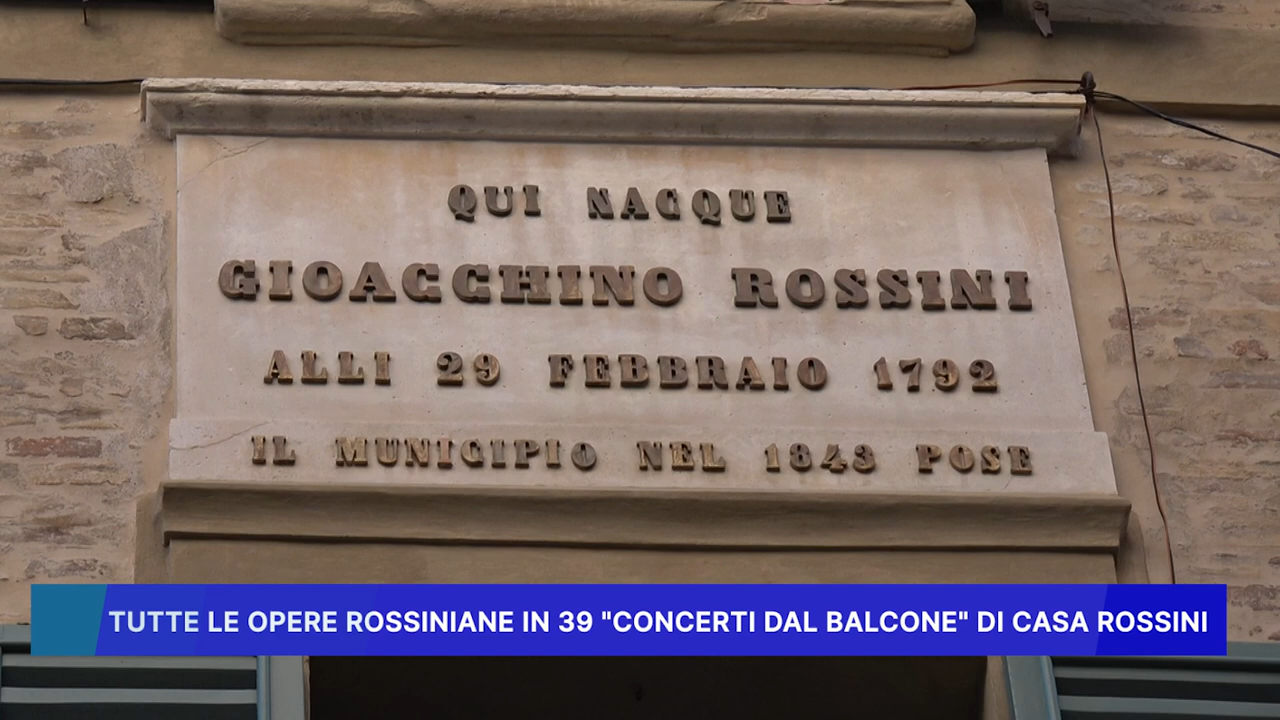 QUI NACQUE
GIOACCHINO ROSSINI
ALLI 29 FEBBRAIO 1792
IL MUNICIPIO NEL 1843 POSE
TUTTE LE OPERE ROSSINIANE IN 39 "CONCERTI DAL BALCONE" DI CASA ROSSINI